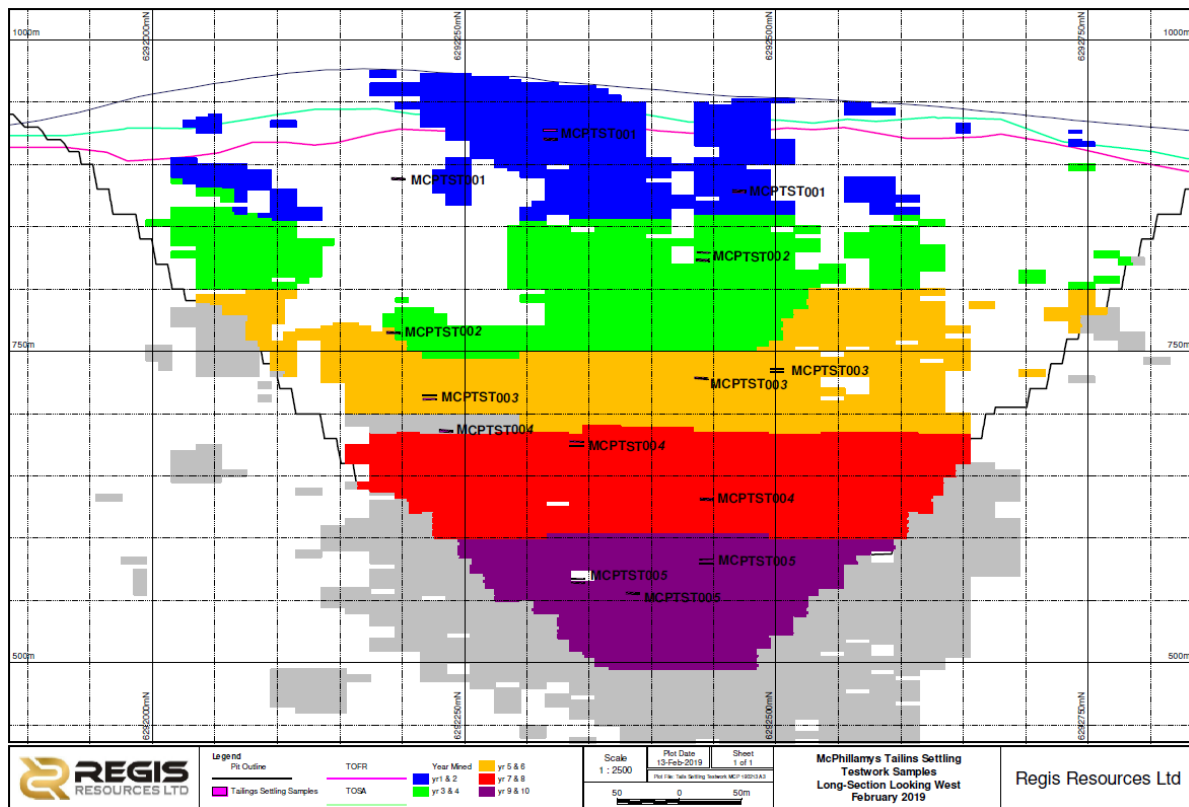 1000m
6292000mN
6292250mN
6292500mN
6292750mN
1000m
MCPTST001
MCPTST001
MCPTST001
MCPTST002
MCPTST002
750m
750m
MCPTST003
MCPTST003
MCPTST003
MCPTST004
MCPTST004
MCPTST004
MCPTST005
MCPTST005
MCPTST005
500m
500m
6292000mN
6292250mN
6292500mN
6292750mN
REGIS
RESOURCES LTD
Legend
Pit Outline
Tailings Settling Samples
TOFR
TOSA
Year Mined
yr1 & 2
yr 3 & 4
yr 5 & 6
yr 7 & 8
yr 9 & 10
Scale
1 : 2500
Plot Date
13-Feb-2019
Sheet
1 of 1
50 0 50m
McPhillamys Tailins Settling
Testwork Samples
Long-Section Looking West
February 2019
Regis Resources Ltd